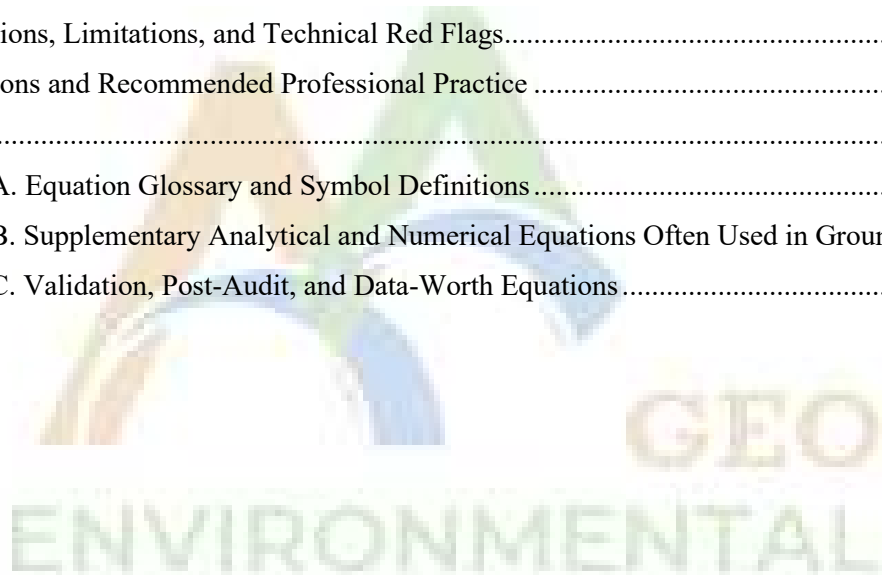 ions, Limitations, and Technical Red Flags..............................................
ons and Recommended Professional Practice ..............................................
..............................................................................................................................
A. Equation Glossary and Symbol Definitions..............................................
B. Supplementary Analytical and Numerical Equations Often Used in Groun
C. Validation, Post-Audit, and Data-Worth Equations..................................
GEO
ENVIRONMENTAL